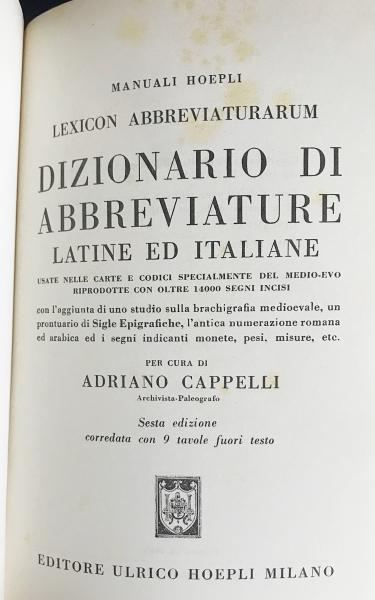 MANUALI HOEPLI
LEXICON ABBREVIATURARUM
DIZIONARIO DI
ABBREVIATURE
LATINE ED ITALIANE
USATE NELLE CARTE E CODICI SPECIALMENTE DEL MEDIO-EVO
RIPRODOTTE CON OLTRE 14000 SEGNI INCISI
con l'aggiunta di uno studio sulla brachigrafia medioevale, un
prontuario di Sigle Epigrafiche, l'antica numerazione romana
ed arabica ed i segni indicanti monete, pesi, misure, etc.
PER CURA DI
ADRIANO CAPPELLI
Archivista-Paleografo
Sesta edizione
corredata con 9 tavole fuori testo
EDITORE ULRICO HOEPLI MILANO